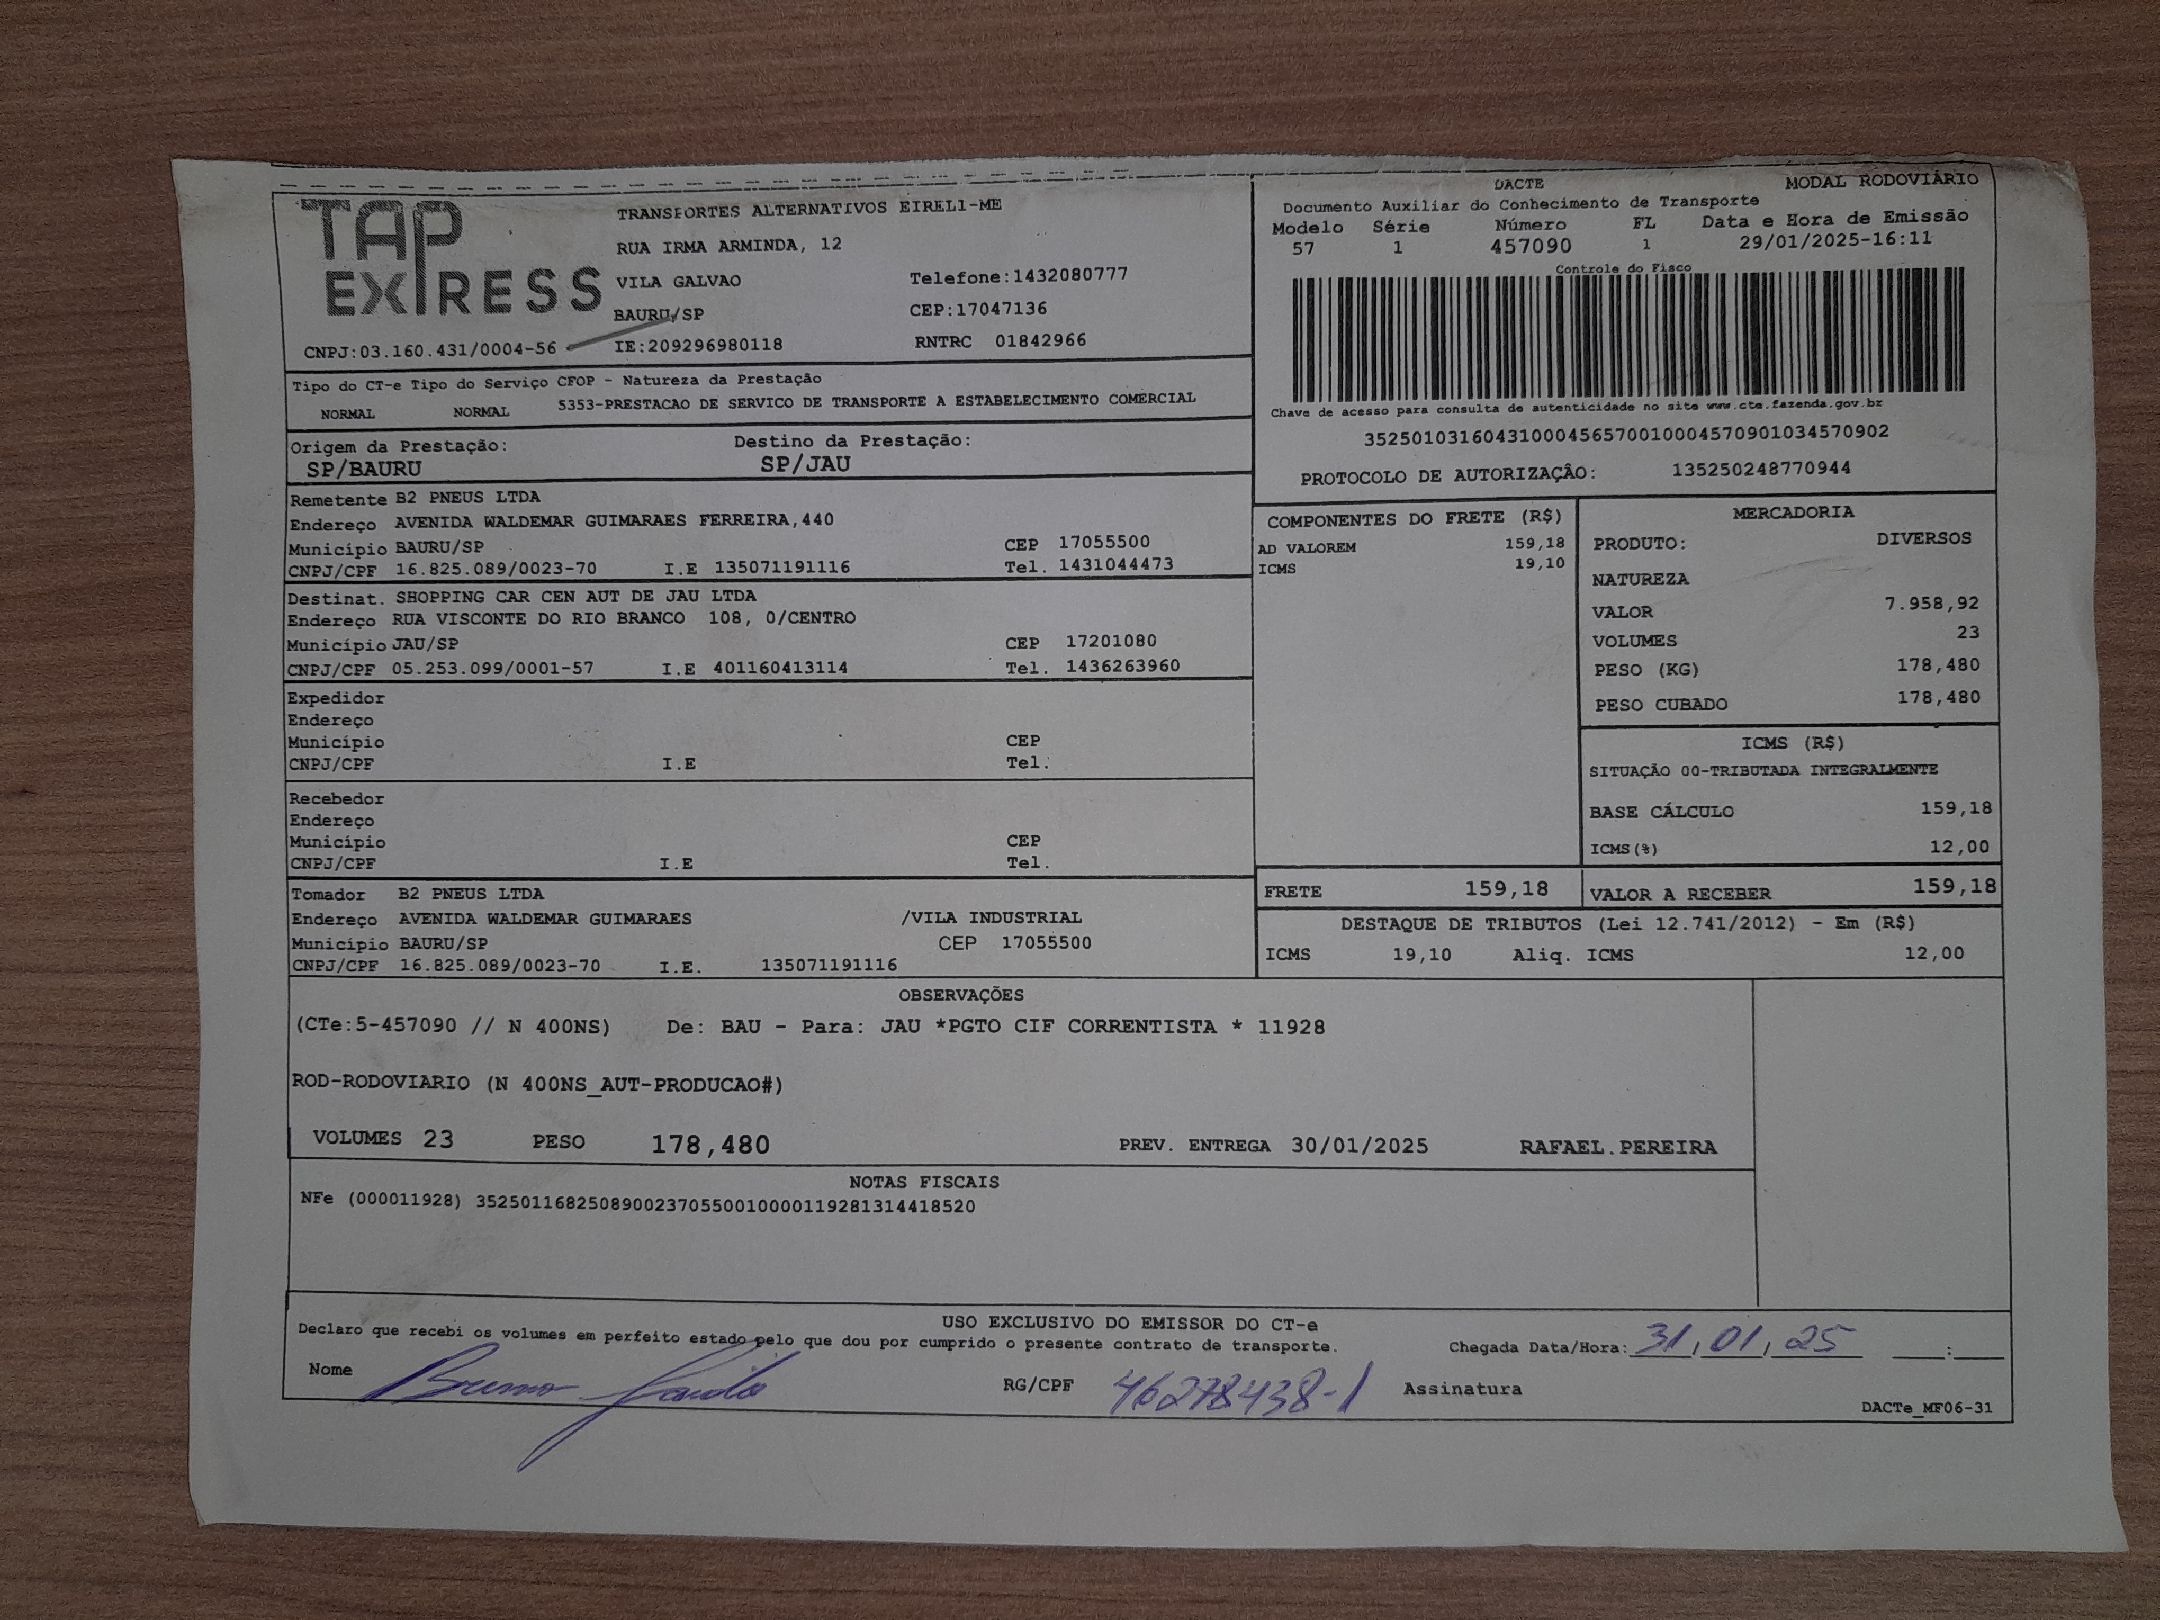 TAP EXPRESS
TRANSPORTES ALTERNATIVOS EIRELI-ME
RUA IRMA ARMINDA, 12
VILA GALVAO Telefone:1432080777
BAURU/SP CEP:17047136
CNPJ:03.160.431/0004-56 IE:209296980118 RNTRC 01842966
DACTE MODAL RODOVIÁRIO
Documento Auxiliar do Conhecimento de Transporte
Modelo Série Número FL Data e Hora de Emissão
57 1 457090 1 29/01/2025-16:11
Controle do Fisco
Chave de acesso para consulta de autenticidade no site www.cte.fazenda.gov.br
35250103160431000456570010004570901034570902
PROTOCOLO DE AUTORIZAÇÂO: 135250248770944
Tipo do CT-e Tipo do Serviço CFOP - Natureza da Prestação
NORMAL NORMAL 5353-PRESTACAO DE SERVICO DE TRANSPORTE A ESTABELECIMENTO COMERCIAL
Origem da Prestação: Destino da Prestação:
SP/BAURU SP/JAU
Remetente B2 PNEUS LTDA
Endereço AVENIDA WALDEMAR GUIMARAES FERREIRA,440
Município BAURU/SP CEP 17055500
CNPJ/CPF 16.825.089/0023-70 I.E 135071191116 Tel. 1431044473
Destinat. SHOPPING CAR CEN AUT DE JAU LTDA
Endereço RUA VISCONTE DO RIO BRANCO 108, 0/CENTRO
Município JAU/SP CEP 17201080
CNPJ/CPF 05.253.099/0001-57 I.E 401160413114 Tel. 1436263960
Expedidor
Endereço
Município CEP
CNPJ/CPF I.E Tel.
Recebedor
Endereço
Município CEP
CNPJ/CPF I.E Tel.
Tomador B2 PNEUS LTDA
Endereço AVENIDA WALDEMAR GUIMARAES /VILA INDUSTRIAL
Município BAURU/SP CEP 17055500
CNPJ/CPF 16.825.089/0023-70 I.E. 135071191116
COMPONENTES DO FRETE (R$)
AD VALOREM 159,18
ICMS 19,10
MERCADORIA
PRODUTO: DIVERSOS
NATUREZA
VALOR 7.958,92
VOLUMES 23
PESO (KG) 178,480
PESO CUBADO 178,480
ICMS (R$)
SITUAÇÃO 00-TRIBUTADA INTEGRALMENTE
BASE CÁLCULO 159,18
ICMS(%) 12,00
FRETE 159,18 VALOR A RECEBER 159,18
DESTAQUE DE TRIBUTOS (Lei 12.741/2012) - Em (R$)
ICMS 19,10 Aliq. ICMS 12,00
OBSERVAÇÕES
(CTe:5-457090 // N 400NS) De: BAU - Para: JAU *PGTO CIF CORRENTISTA * 11928
ROD-RODOVIARIO (N 400NS_AUT-PRODUCAO#)
VOLUMES 23 PESO 178,480 PREV. ENTREGA 30/01/2025 RAFAEL.PEREIRA
NOTAS FISCAIS
NFe (000011928) 35250116825089002370550010000119281314418520
USO EXCLUSIVO DO EMISSOR DO CT-e
Declaro que recebi os volumes em perfeito estado pelo que dou por cumprido o presente contrato de transporte. Chegada Data/Hora: 31,01,25 :
Nome Bruno RG/CPF 46278438-1 Assinatura
DACTe_MF06-31